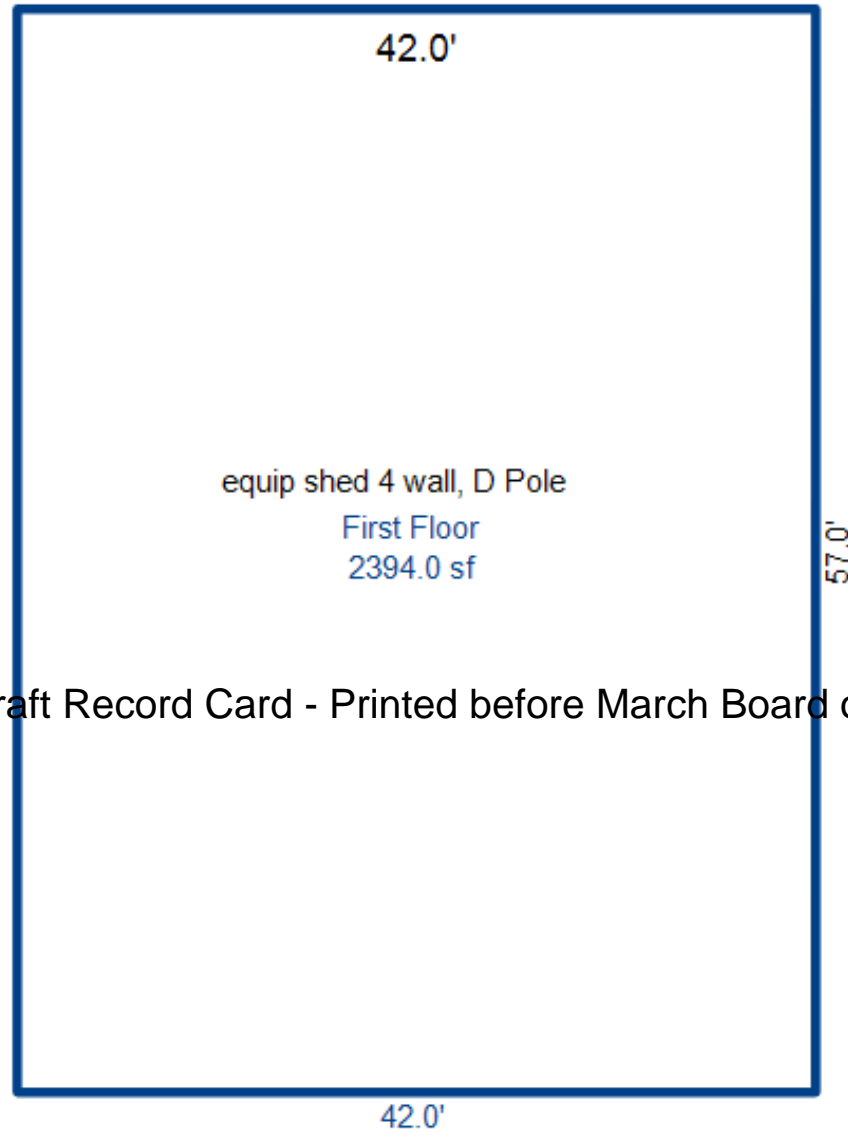 42.0'
equip shed 4 wall, D Pole
First Floor
2394.0 sf
57.0'
Record Card - Printed before March Board
42.0'